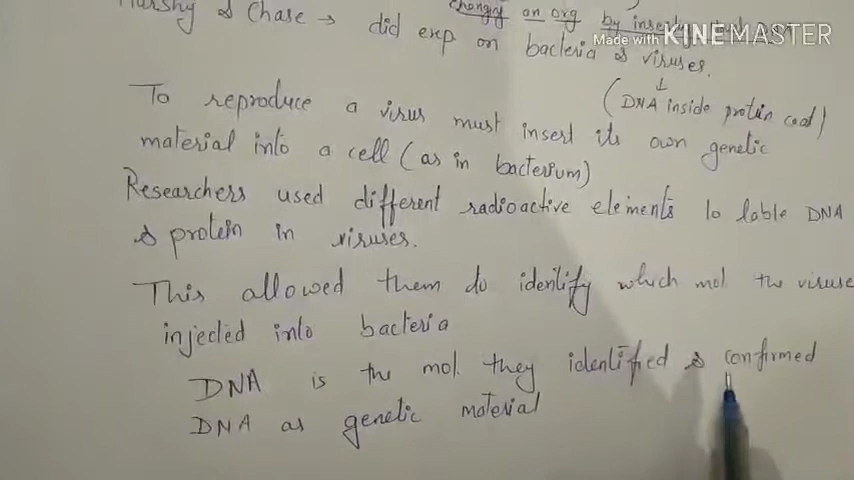 Chase → did exp on bacteria & viruses.
changing an org by inserting
Made with KINEMASTER
↓
(DNA inside protein coat)
To reproduce a virus must insert its own genetic
material into a cell (as in bacterium)
Researchers used different radioactive elements to lable DNA
& protein in viruses.
This allowed them to identify which mol the viruse
injected into bacteria
DNA is the mol. they identified & confirmed
DNA as genetic material